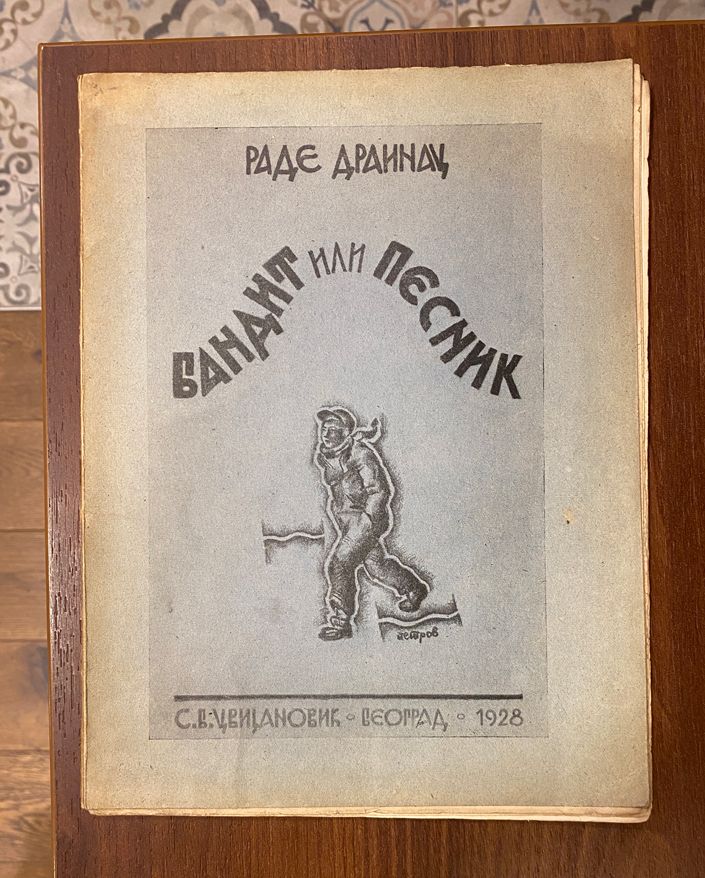 РАДЕ ДРАИНАЦ
БАНДИТ ИЛИ ПЕСНИК
петров
С.Б.ЦВИЈАНОВИЋ · БЕОГРАД · 1928